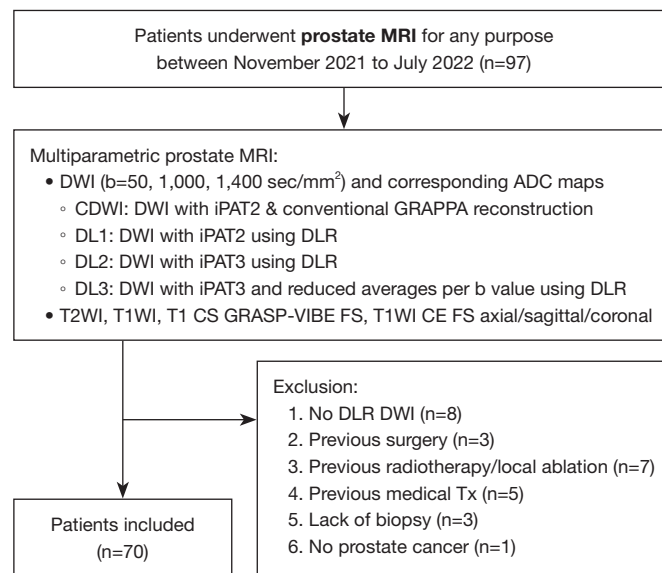 Patients underwent prostate MRI for any purpose
between November 2021 to July 2022 (n=97)
Multiparametric prostate MRI:
• DWI (b=50, 1,000, 1,400 sec/mm²) and corresponding ADC maps
◦ CDWI: DWI with iPAT2 & conventional GRAPPA reconstruction
◦ DL1: DWI with iPAT2 using DLR
◦ DL2: DWI with iPAT3 using DLR
◦ DL3: DWI with iPAT3 and reduced averages per b value using DLR
• T2WI, T1WI, T1 CS GRASP-VIBE FS, T1WI CE FS axial/sagittal/coronal
Exclusion:
1. No DLR DWI (n=8)
2. Previous surgery (n=3)
3. Previous radiotherapy/local ablation (n=7)
4. Previous medical Tx (n=5)
5. Lack of biopsy (n=3)
6. No prostate cancer (n=1)
Patients included
(n=70)